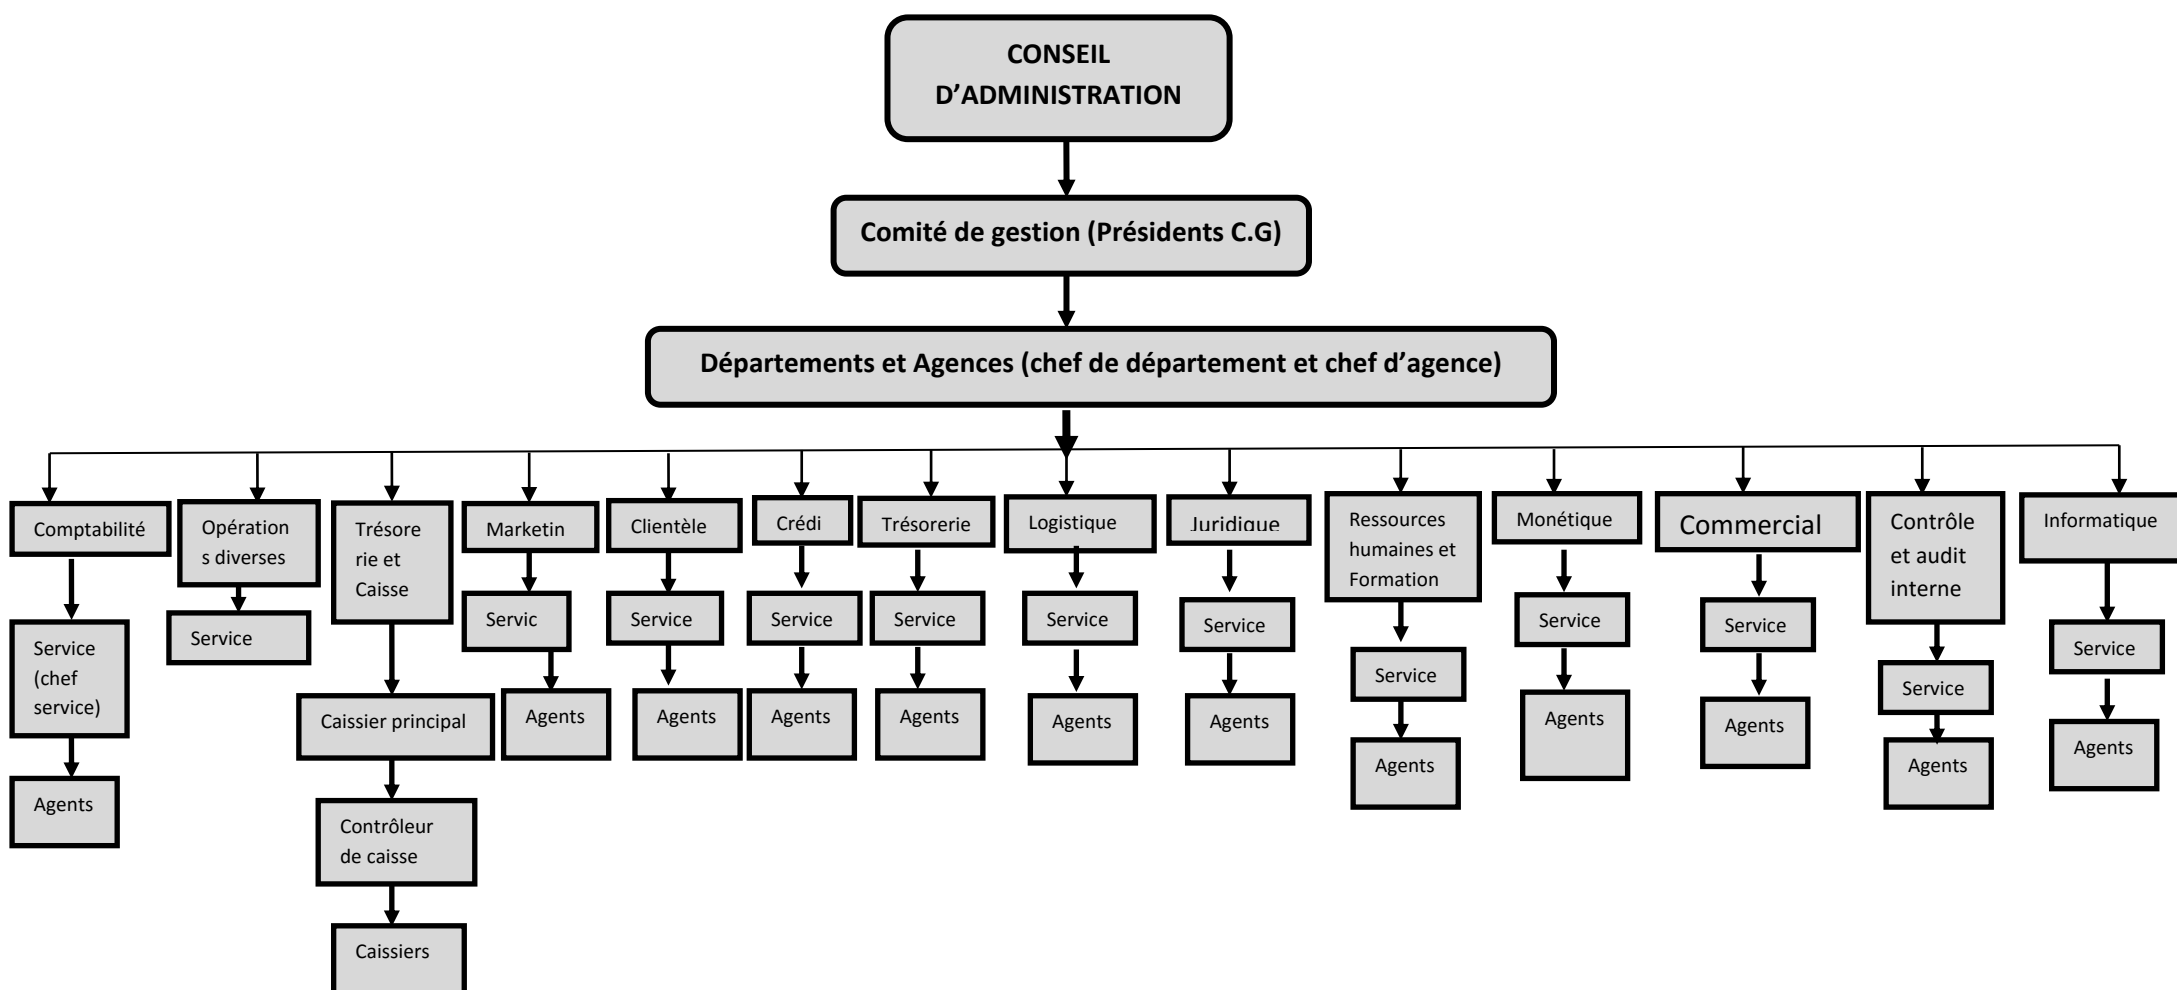 CONSEIL
D'ADMINISTRATION
Comité de gestion (Présidents C.G)
Départements et Agences (chef de département et chef d'agence)
Comptabilité
Opération
s diverses
Trésore
rie et
Caisse
Marketin
Clientèle
Crédi
Trésorerie
Logistique
Juridique
Ressources
humaines et
Formation
Monétique
Commercial
Contrôle
et audit
interne
Informatique
Service
(chef
service)
Service
Servic
Service
Service
Service
Service
Service
Service
Service
Service
Service
Service
Caissier principal
Agents
Agents
Agents
Agents
Agents
Agents
Agents
Agents
Agents
Agents
Agents
Agents
Contrôleur
de caisse
Caissiers